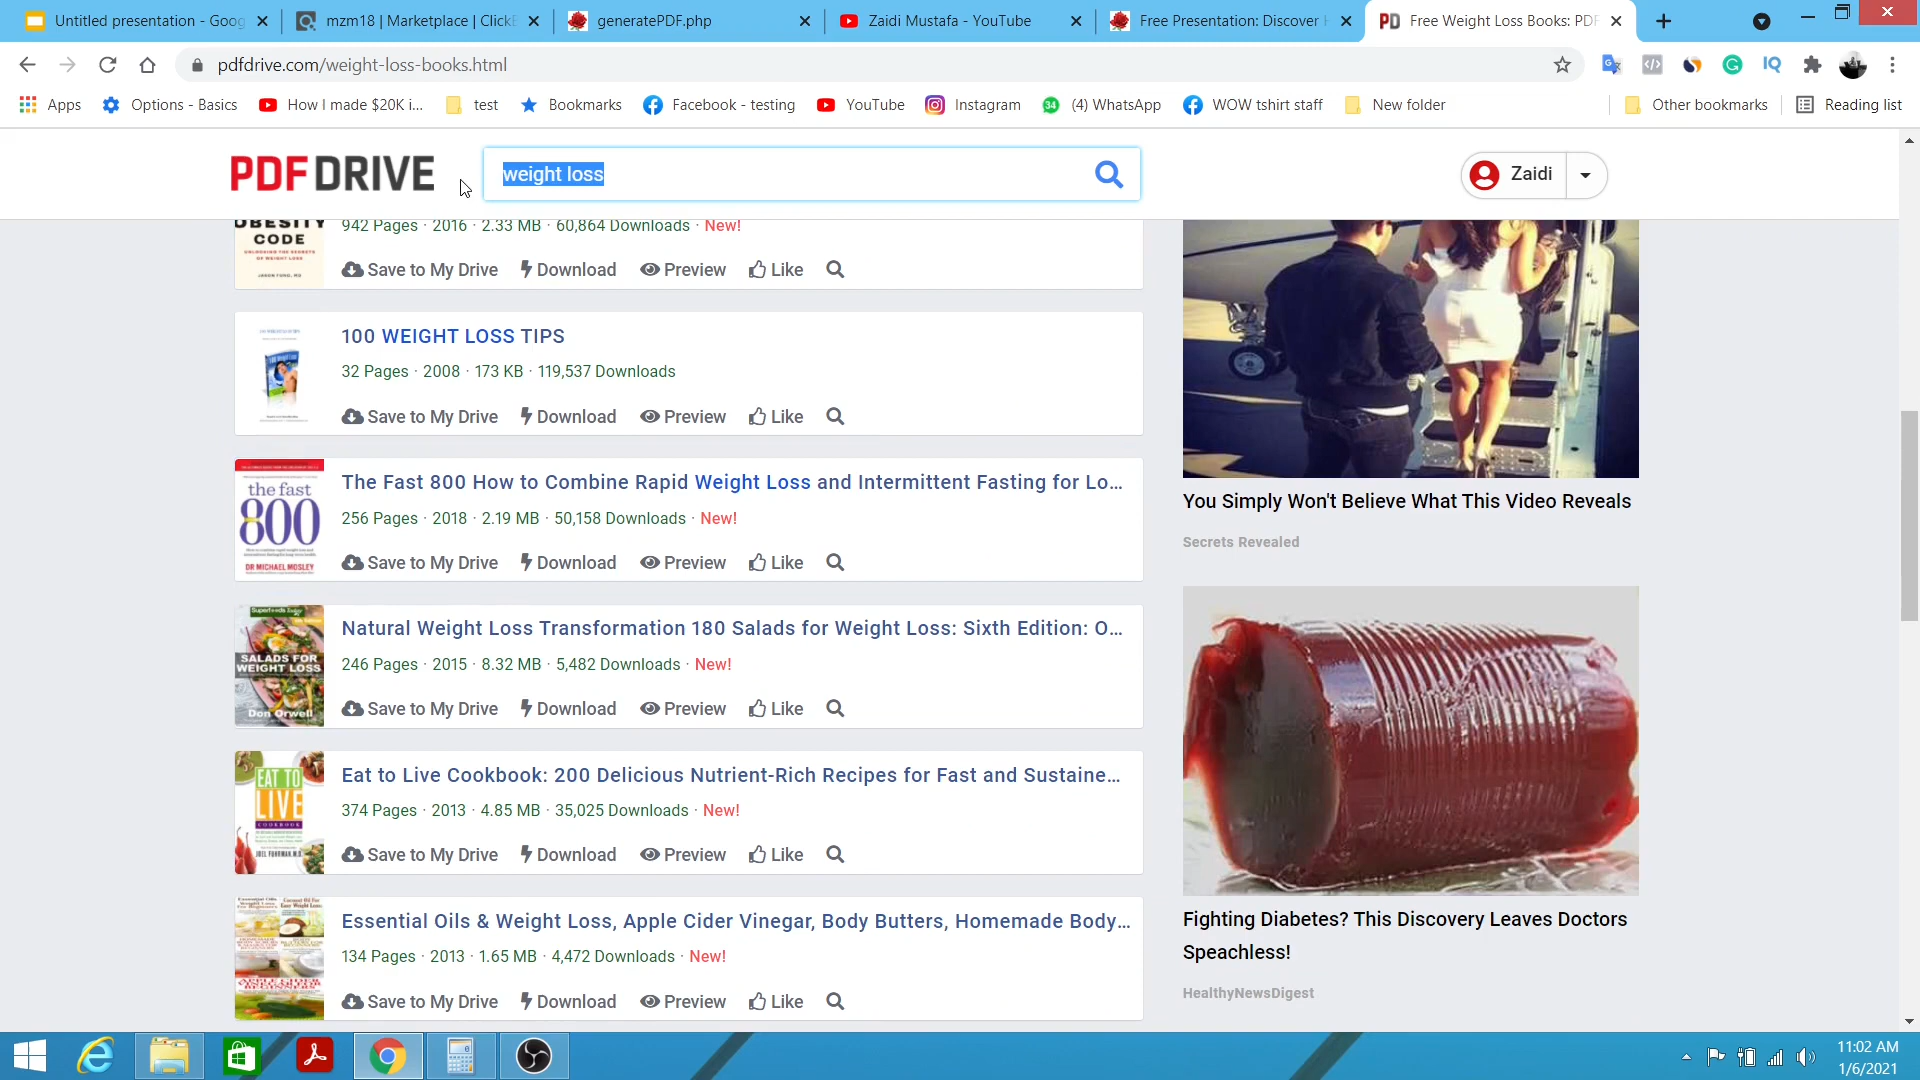 Untitled presentation - Goog
mzm18 | Marketplace | ClickB
generatePDF.php
Zaidi Mustafa - YouTube
Free Presentation: Discover H
PD Free Weight Loss Books: PDF
pdfdrive.com/weight-loss-books.html
IQ
Apps
Options - Basics
How I made $20K i...
test
Bookmarks
Facebook - testing
YouTube
Instagram
34 (4) WhatsApp
WOW tshirt staff
New folder
Other bookmarks
Reading list
PDF DRIVE
weight loss
Zaidi
OBESITY
CODE
942 Pages · 2016 · 2.33 MB · 60,864 Downloads · New!
Save to My Drive Download Preview Like
100 WEIGHT LOSS TIPS
32 Pages · 2008 · 173 KB · 119,537 Downloads
Save to My Drive Download Preview Like
the fast
800
DR MICHAEL MOSLEY
The Fast 800 How to Combine Rapid Weight Loss and Intermittent Fasting for Lo...
256 Pages · 2018 · 2.19 MB · 50,158 Downloads · New!
Save to My Drive Download Preview Like
SALADS FOR
WEIGHT LOSS
Don Orwell
Natural Weight Loss Transformation 180 Salads for Weight Loss: Sixth Edition: O...
246 Pages · 2015 · 8.32 MB · 5,482 Downloads · New!
Save to My Drive Download Preview Like
EAT TO
LIVE
COOKBOOK
JOEL FUHRMAN, M.D.
Eat to Live Cookbook: 200 Delicious Nutrient-Rich Recipes for Fast and Sustaine...
374 Pages · 2013 · 4.85 MB · 35,025 Downloads · New!
Save to My Drive Download Preview Like
Essential Oils & Weight Loss, Apple Cider Vinegar, Body Butters, Homemade Body...
134 Pages · 2013 · 1.65 MB · 4,472 Downloads · New!
Save to My Drive Download Preview Like
You Simply Won't Believe What This Video Reveals
Secrets Revealed
Fighting Diabetes? This Discovery Leaves Doctors
Speachless!
HealthyNewsDigest
11:02 AM
1/6/2021